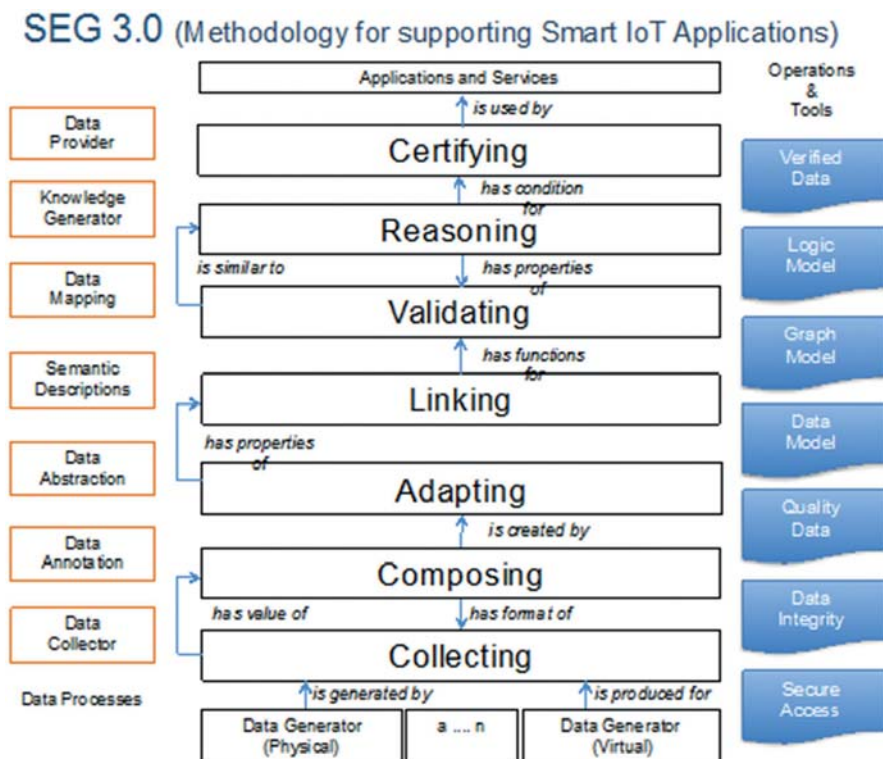 SEG 3.0 (Methodology for supporting Smart IoT Applications)
Applications and Services
Operations
&
Tools
is used by
Data
Provider
Certifying
Verified
Data
has condition
for
Knowledge
Generator
Reasoning
Logic
Model
is similar to
has properties
of
Data
Mapping
Validating
Graph
Model
has functions
for
Semantic
Descriptions
Linking
Data
Model
has properties
of
Data
Abstraction
Adapting
Quality
Data
is created by
Data
Annotation
Composing
Data
Integrity
has value of
has format of
Data
Collector
Collecting
Secure
Access
Data Processes
is generated by
is produced for
Data Generator
(Physical)
a .... n
Data Generator
(Virtual)